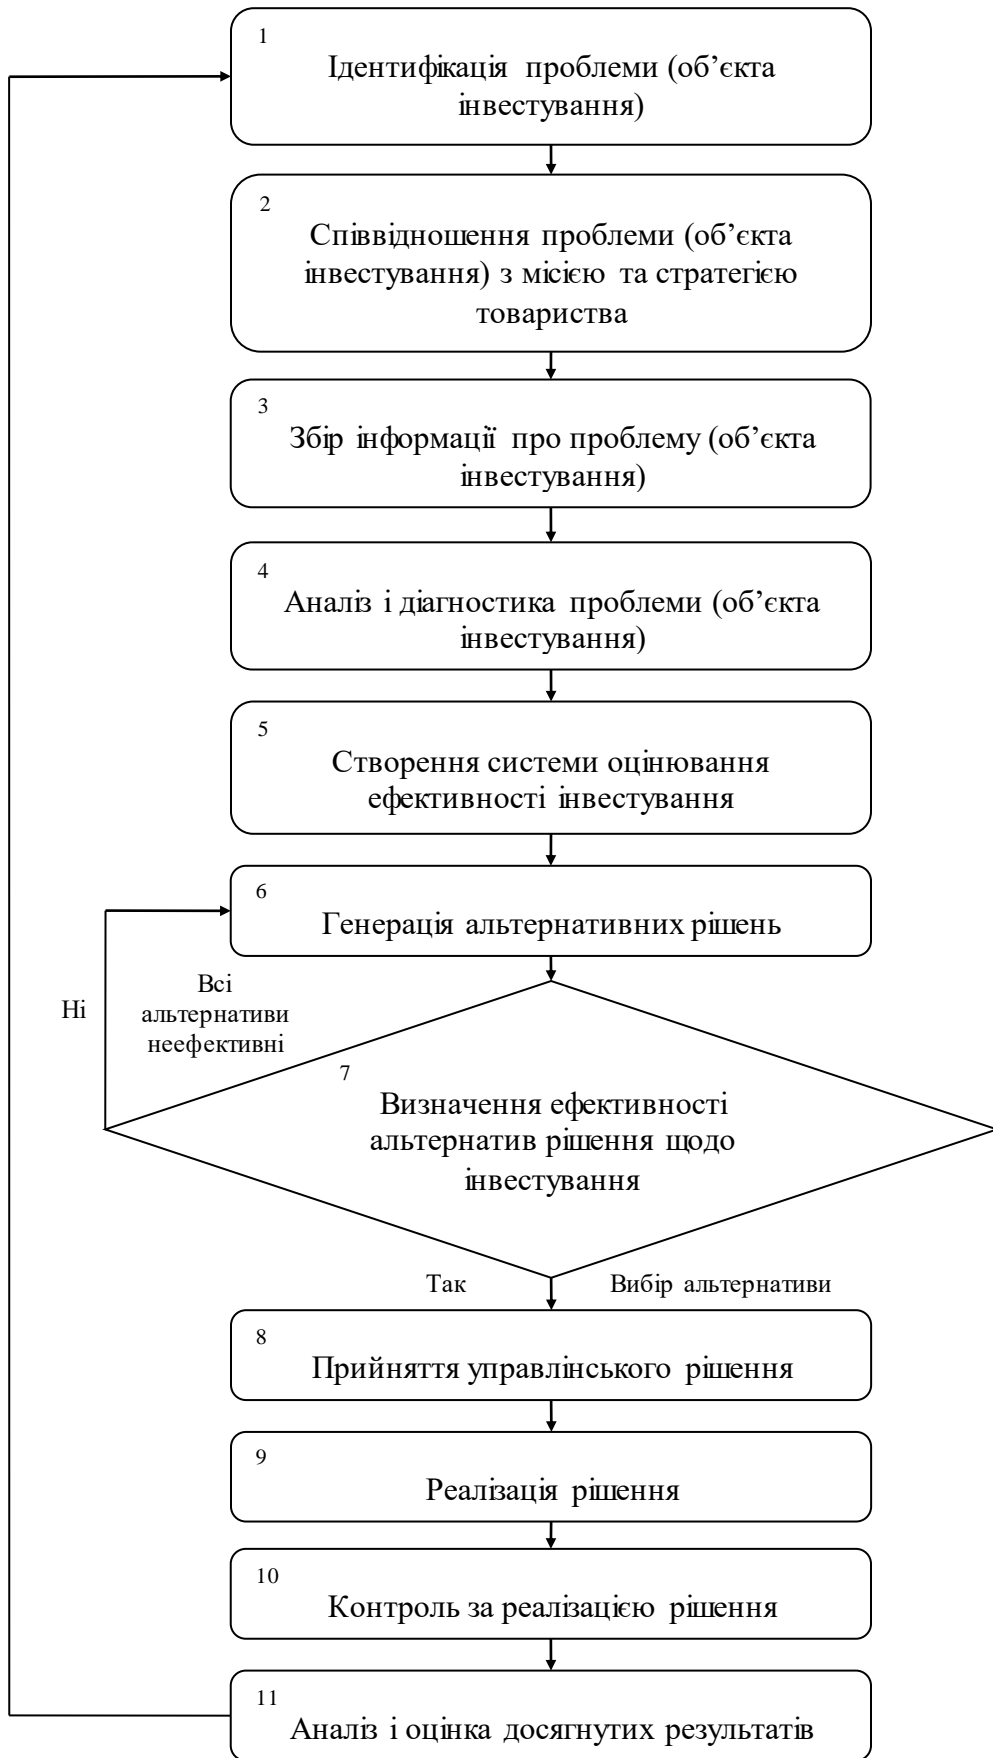 1
Ідентифікація проблеми (об’єкта
інвестування)
2
Співвідношення проблеми (об’єкта
інвестування) з місією та стратегією
товариства
3
Збір інформації про проблему (об’єкта
інвестування)
4
Аналіз і діагностика проблеми (об’єкта
інвестування)
5
Створення системи оцінювання
ефективності інвестування
6
Генерація альтернативних рішень
Ні
Всі
альтернативи
неефективні
7
Визначення ефективності
альтернатив рішення щодо
інвестування
Так
Вибір альтернативи
8
Прийняття управлінського рішення
9
Реалізація рішення
10
Контроль за реалізацією рішення
11
Аналіз і оцінка досягнутих результатів